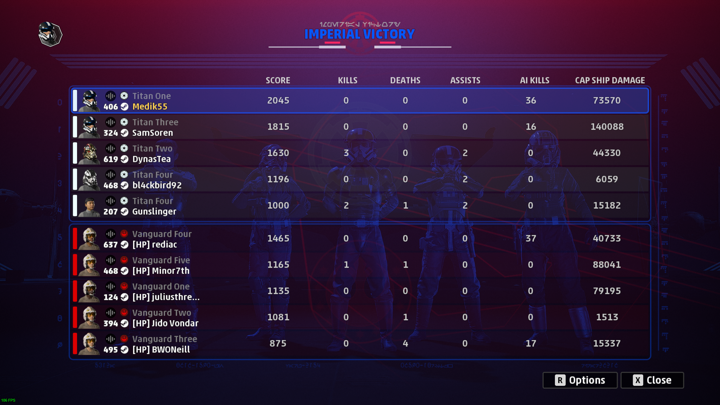 IMPERIAL VICTORY
SCORE KILLS DEATHS ASSISTS AI KILLS CAP SHIP DAMAGE
Titan One
406 Medik55 2045 0 0 0 36 73570
Titan Three
324 SamSoren 1815 0 0 0 16 140088
Titan Two
619 DynasTea 1630 3 0 2 0 44330
Titan Four
468 bl4ckbird92 1196 0 0 2 0 6059
Titan Four
207 Gunslinger 1000 2 1 2 0 15182
Vanguard Four
637 [HP] rediac 1465 0 0 0 37 40733
Vanguard Five
468 [HP] Minor7th 1165 1 1 0 0 88041
Vanguard One
124 [HP] juliusthre... 1135 0 0 0 0 79195
Vanguard Two
394 [HP] Jido Vondar 1081 0 1 0 0 1513
Vanguard Three
495 [HP] BWONeill 875 0 4 0 17 15337
R Options X Close